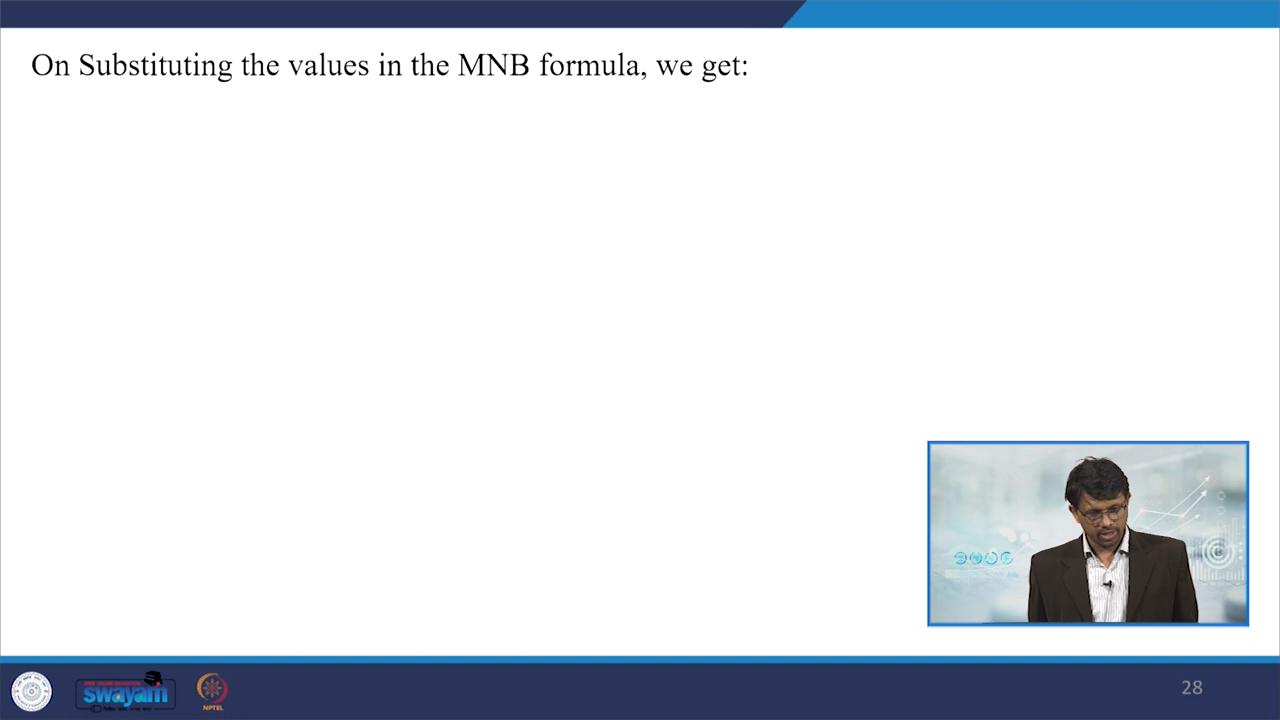 On Substituting the values in the MNB formula, we get:
swayam
NPTEL
28